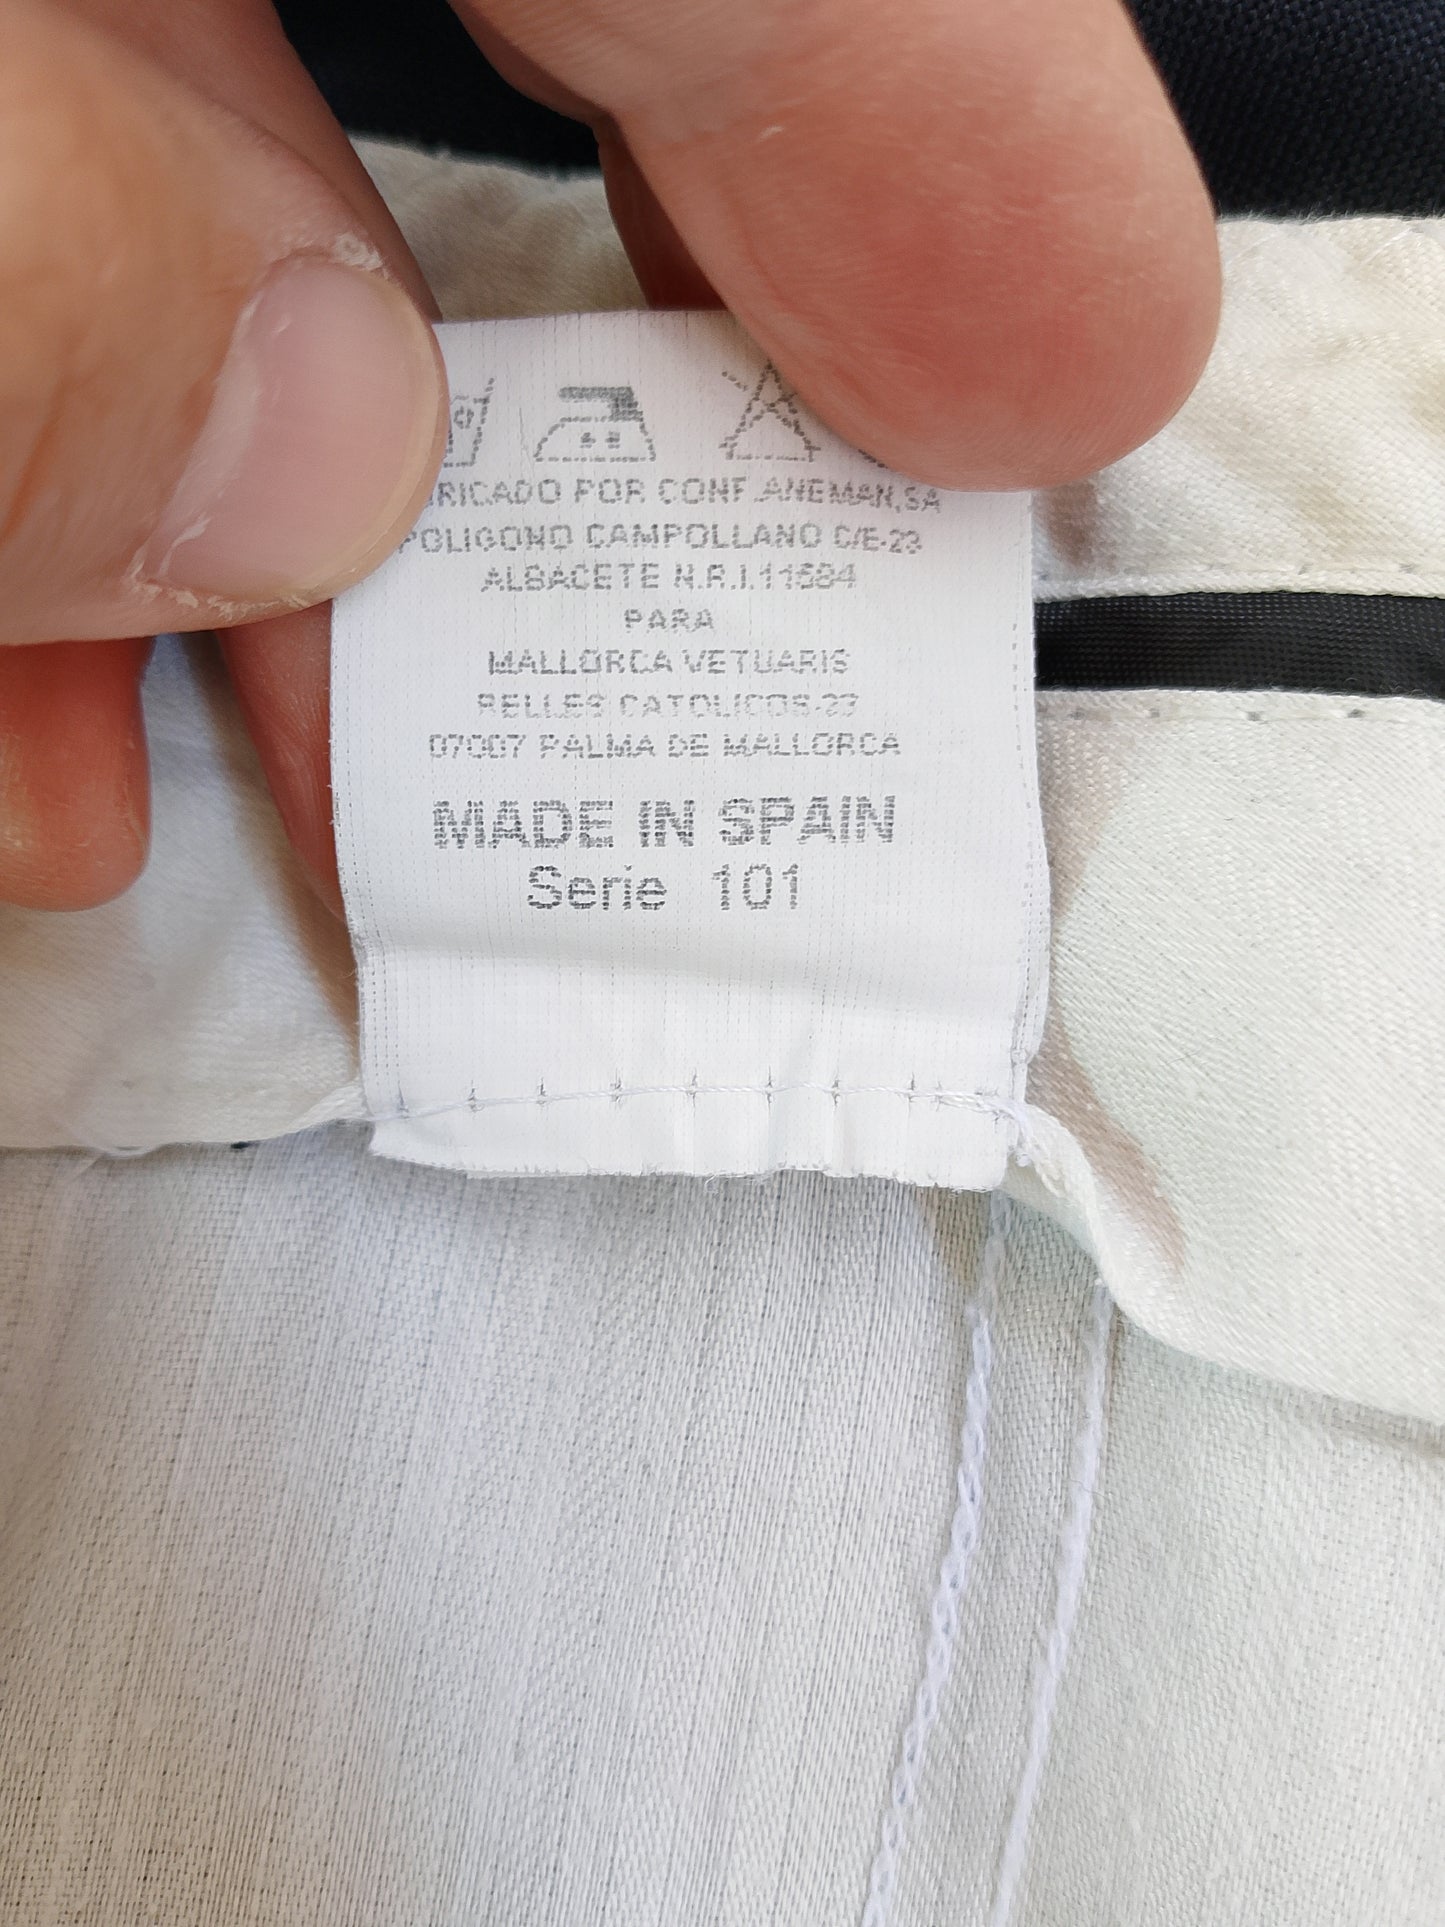 RICADO POR CONF.ANEMAN,SA
POLIGONO CAMPOLLANO C/E-23
ALBACETE N.R.I.11684
PARA
MALLORCA VETUARIS
RELLES CATOLICOS-23
07007 PALMA DE MALLORCA
MADE IN SPAIN
Serie 101